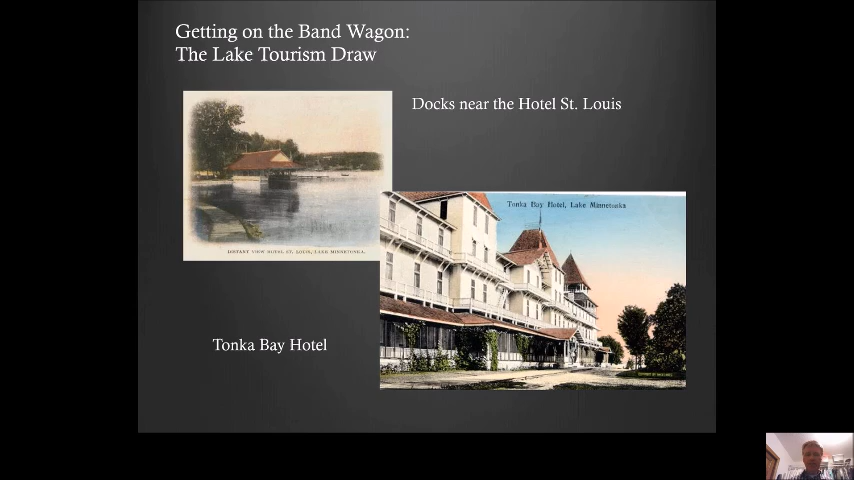 Getting on the Band Wagon:
The Lake Tourism Draw
Docks near the Hotel St. Louis
Tonka Bay Hotel, Lake Minnetonka
DISTANT VIEW HOTEL ST. LOUIS, LAKE MINNETONKA.
Tonka Bay Hotel